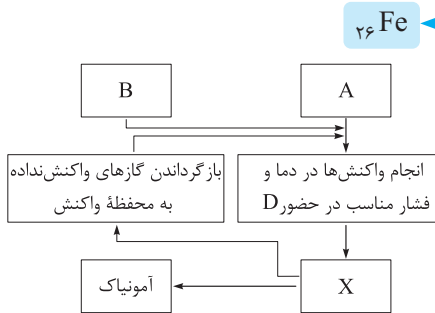 ۲۶Fe
B
A
بازگرداندن گازهای واکنش‌نداده
به محفظهٔ واکنش
انجام واکنش‌ها در دما و
فشار مناسب در حضور D
آمونیاک
X